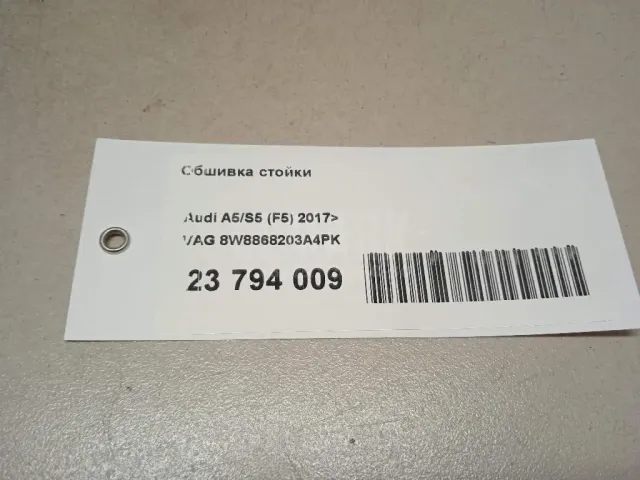 Обшивка стойки
Audi A5/S5 (F5) 2017>
VAG 8W8868203A4PK
23 794 009